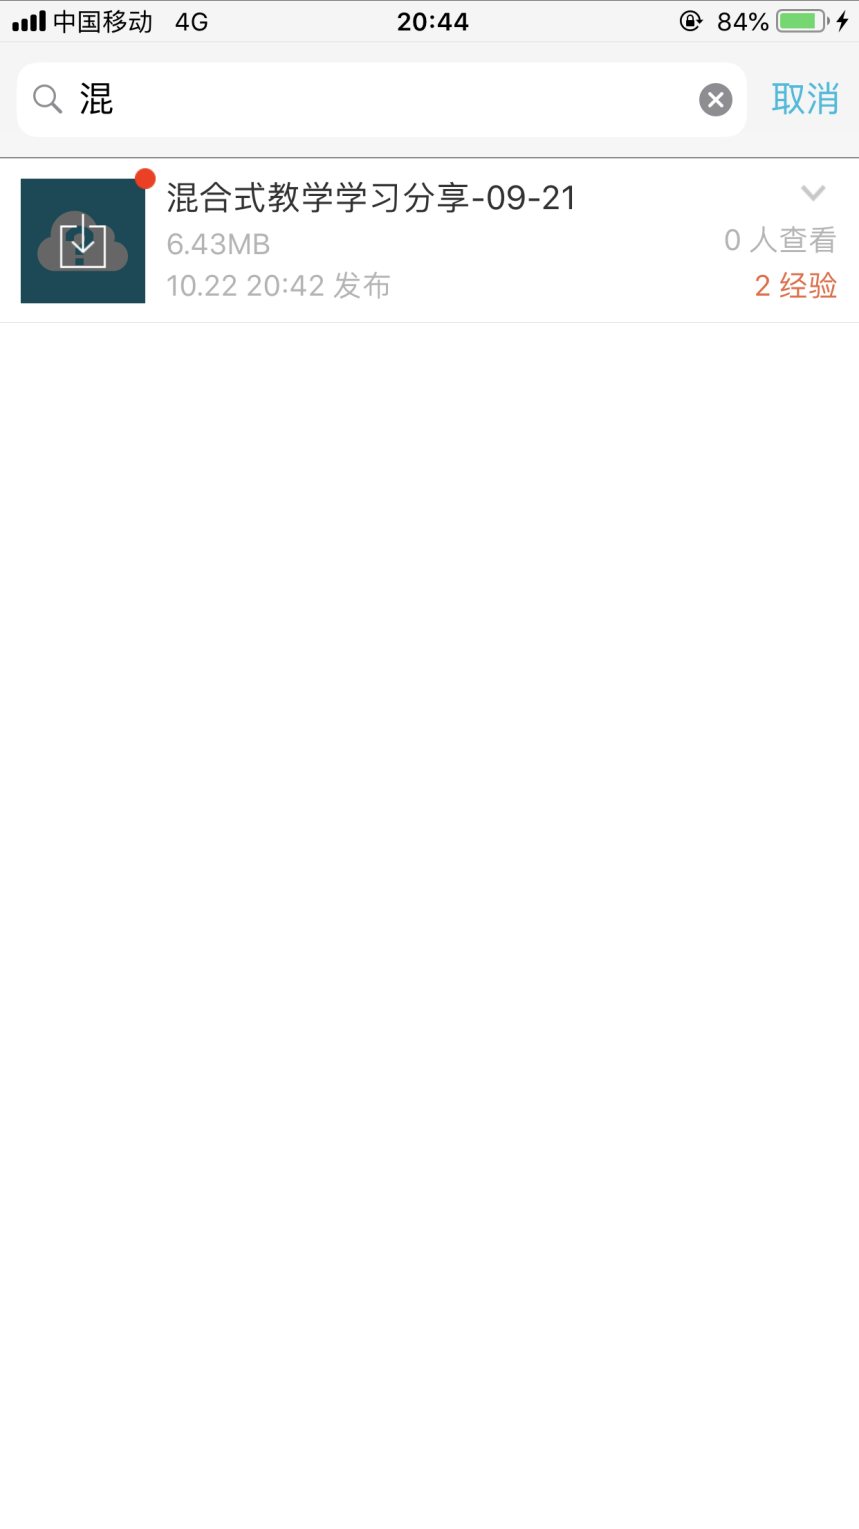 中国移动 4G 20:44 84%
混 取消
混合式教学学习分享-09-21
6.43MB 0 人查看
10.22 20:42 发布 2 经验